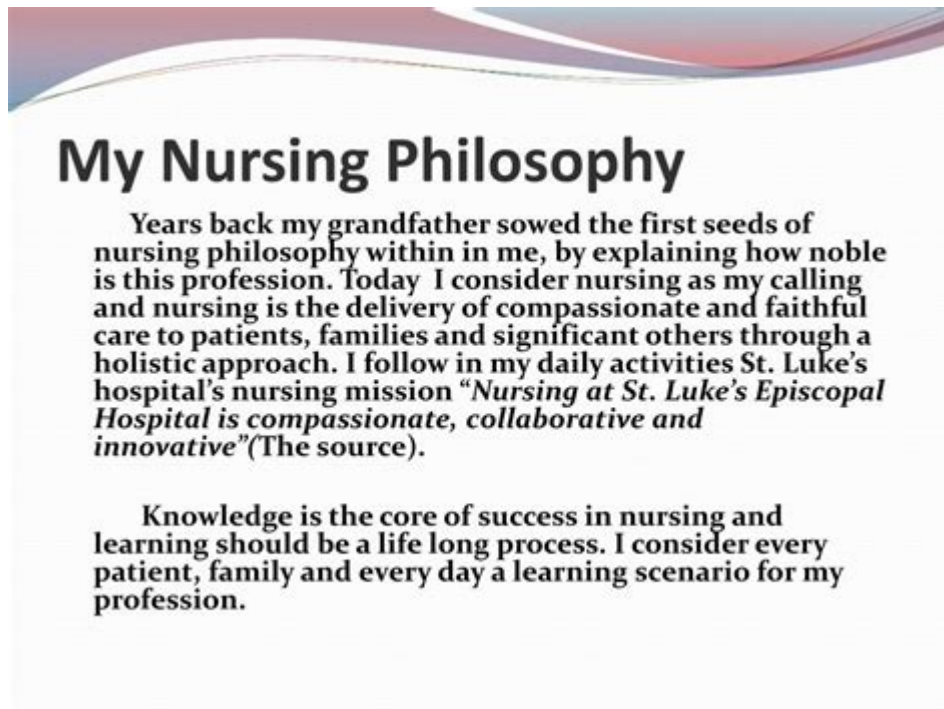 My Nursing Philosophy
Years back my grandfather sowed the first seeds of
nursing philosophy within in me, by explaining how noble
is this profession. Today I consider nursing as my calling
and nursing is the delivery of compassionate and faithful
care to patients, families and significant others through a
holistic approach. I follow in my daily activities St. Luke’s
hospital’s nursing mission “Nursing at St. Luke’s Episcopal
Hospital is compassionate, collaborative and
innovative”(The source).
Knowledge is the core of success in nursing and
learning should be a life long process. I consider every
patient, family and every day a learning scenario for my
profession.